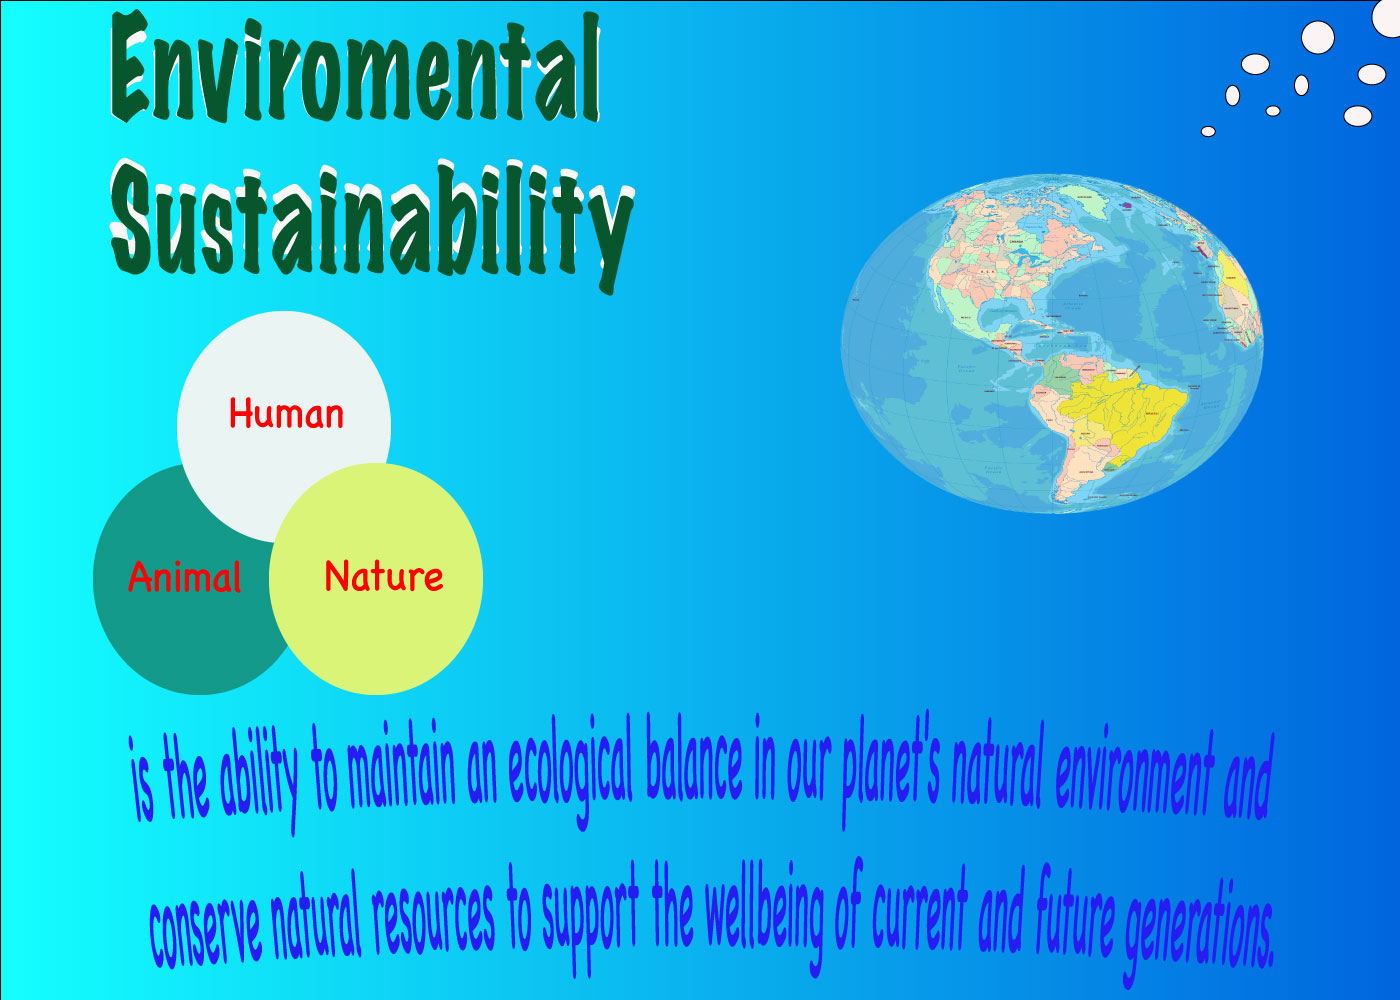 Enviromental
Sustainability
Human
Animal
Nature
is the ability to maintain an ecological balance in our planet's natural environment and
conserve natural resources to support the wellbeing of current and future generations.